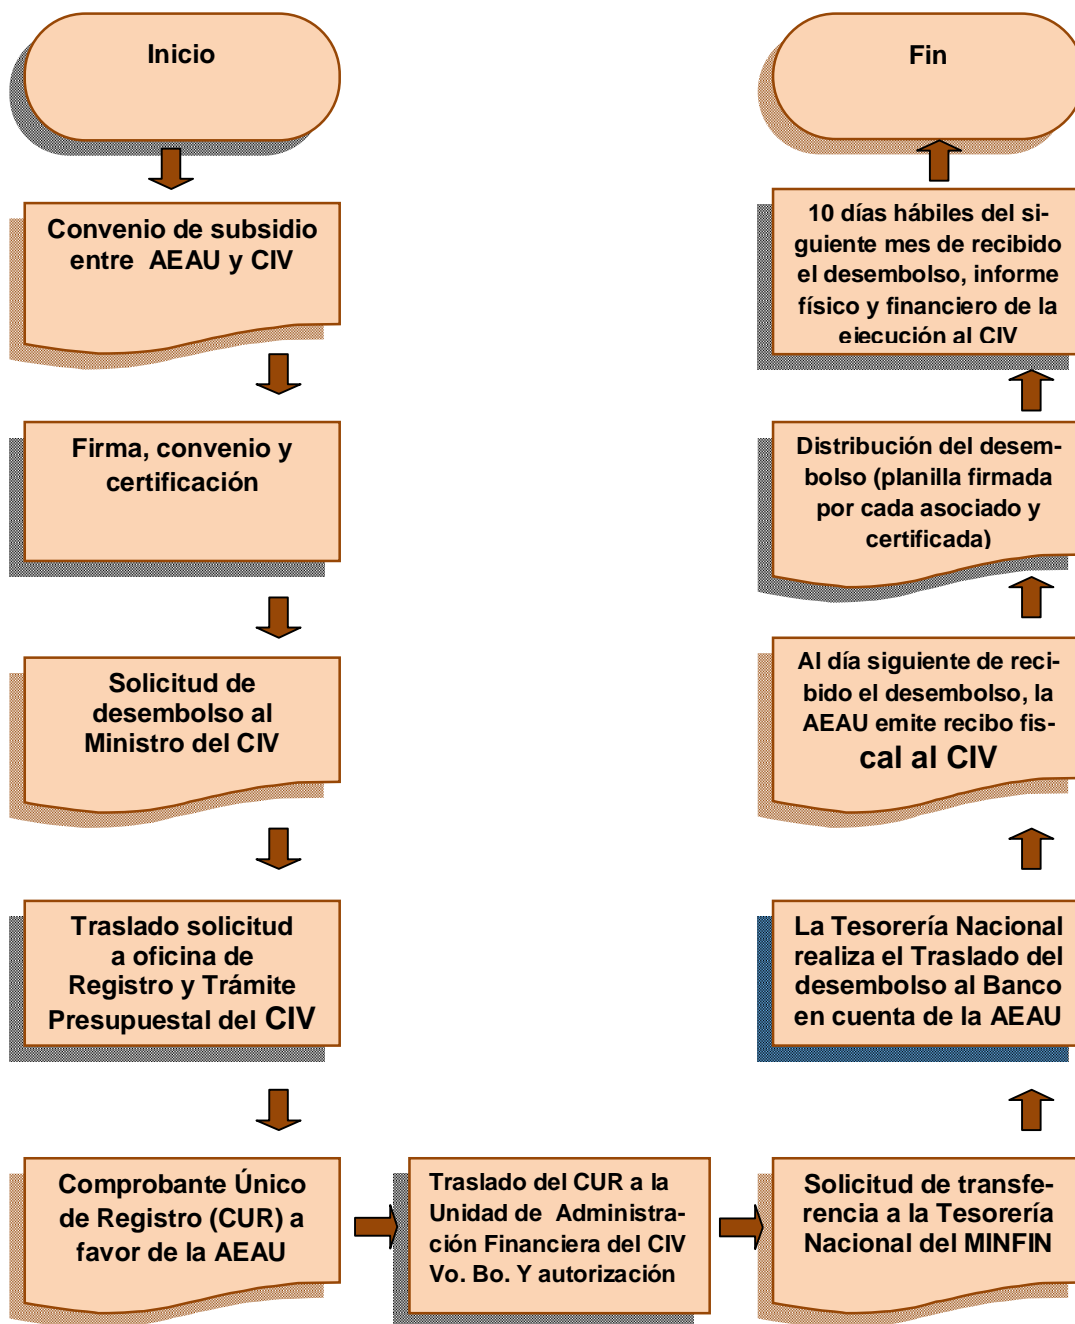 Inicio
Convenio de subsidio
entre AEAU y CIV
Firma, convenio y
certificación
Solicitud de
desembolso al
Ministro del CIV
Traslado solicitud
a oficina de
Registro y Trámite
Presupuestal del CIV
Comprobante Único
de Registro (CUR) a
favor de la AEAU
Traslado del CUR a la
Unidad de Administra-
ción Financiera del CIV
Vo. Bo. Y autorización
Solicitud de transfe-
rencia a la Tesorería
Nacional del MINFIN
La Tesorería Nacional
realiza el Traslado del
desembolso al Banco
en cuenta de la AEAU
Al día siguiente de reci-
bido el desembolso, la
AEAU emite recibo fis-
cal al CIV
Distribución del desem-
bolso (planilla firmada
por cada asociado y
certificada)
10 días hábiles del si-
guiente mes de recibido
el desembolso, informe
físico y financiero de la
ejecución al CIV
Fin